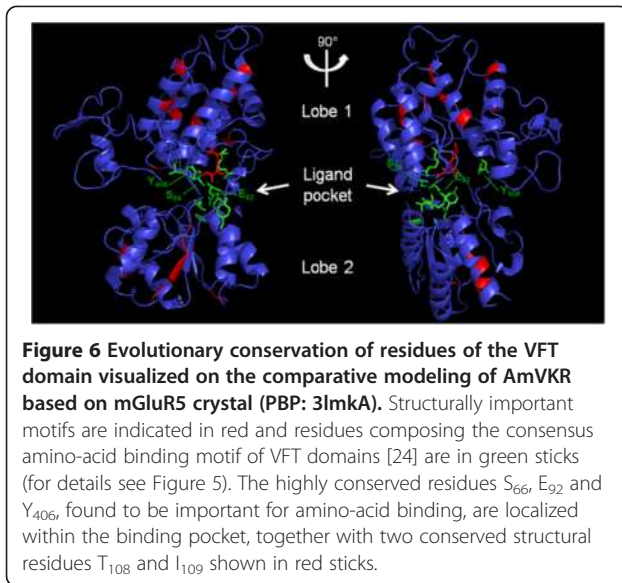 90°
Lobe 1
Ligand
pocket
Lobe 2
Figure 6 Evolutionary conservation of residues of the VFT
domain visualized on the comparative modeling of AmVKR
based on mGluR5 crystal (PBP: 3lmkA). Structurally important
motifs are indicated in red and residues composing the consensus
amino-acid binding motif of VFT domains [24] are in green sticks
(for details see Figure 5). The highly conserved residues S₆₆, E₉₂ and
Y₄₀₆, found to be important for amino-acid binding, are localized
within the binding pocket, together with two conserved structural
residues T₁₀₈ and I₁₀₉ shown in red sticks.